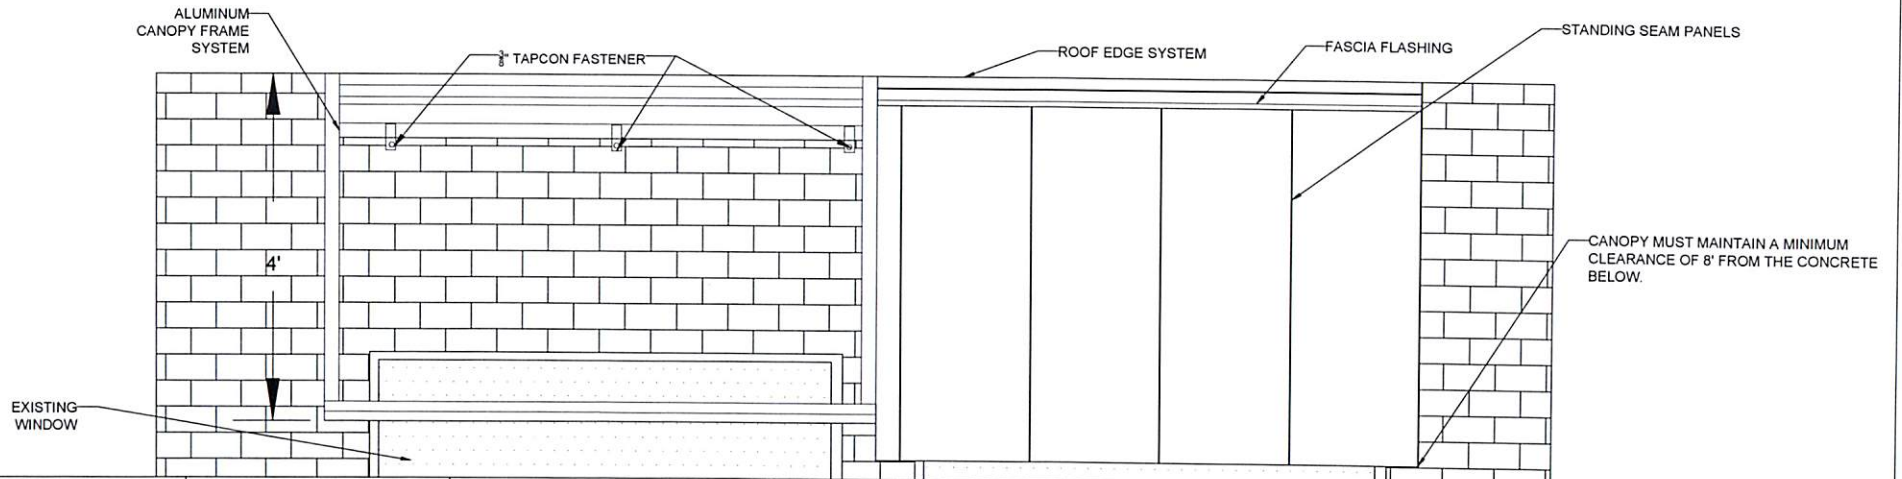 ALUMINUM
CANOPY FRAME
SYSTEM
3/8" TAPCON FASTENER
ROOF EDGE SYSTEM
FASCIA FLASHING
STANDING SEAM PANELS
4'
CANOPY MUST MAINTAIN A MINIMUM
CLEARANCE OF 8' FROM THE CONCRETE
BELOW.
EXISTING
WINDOW